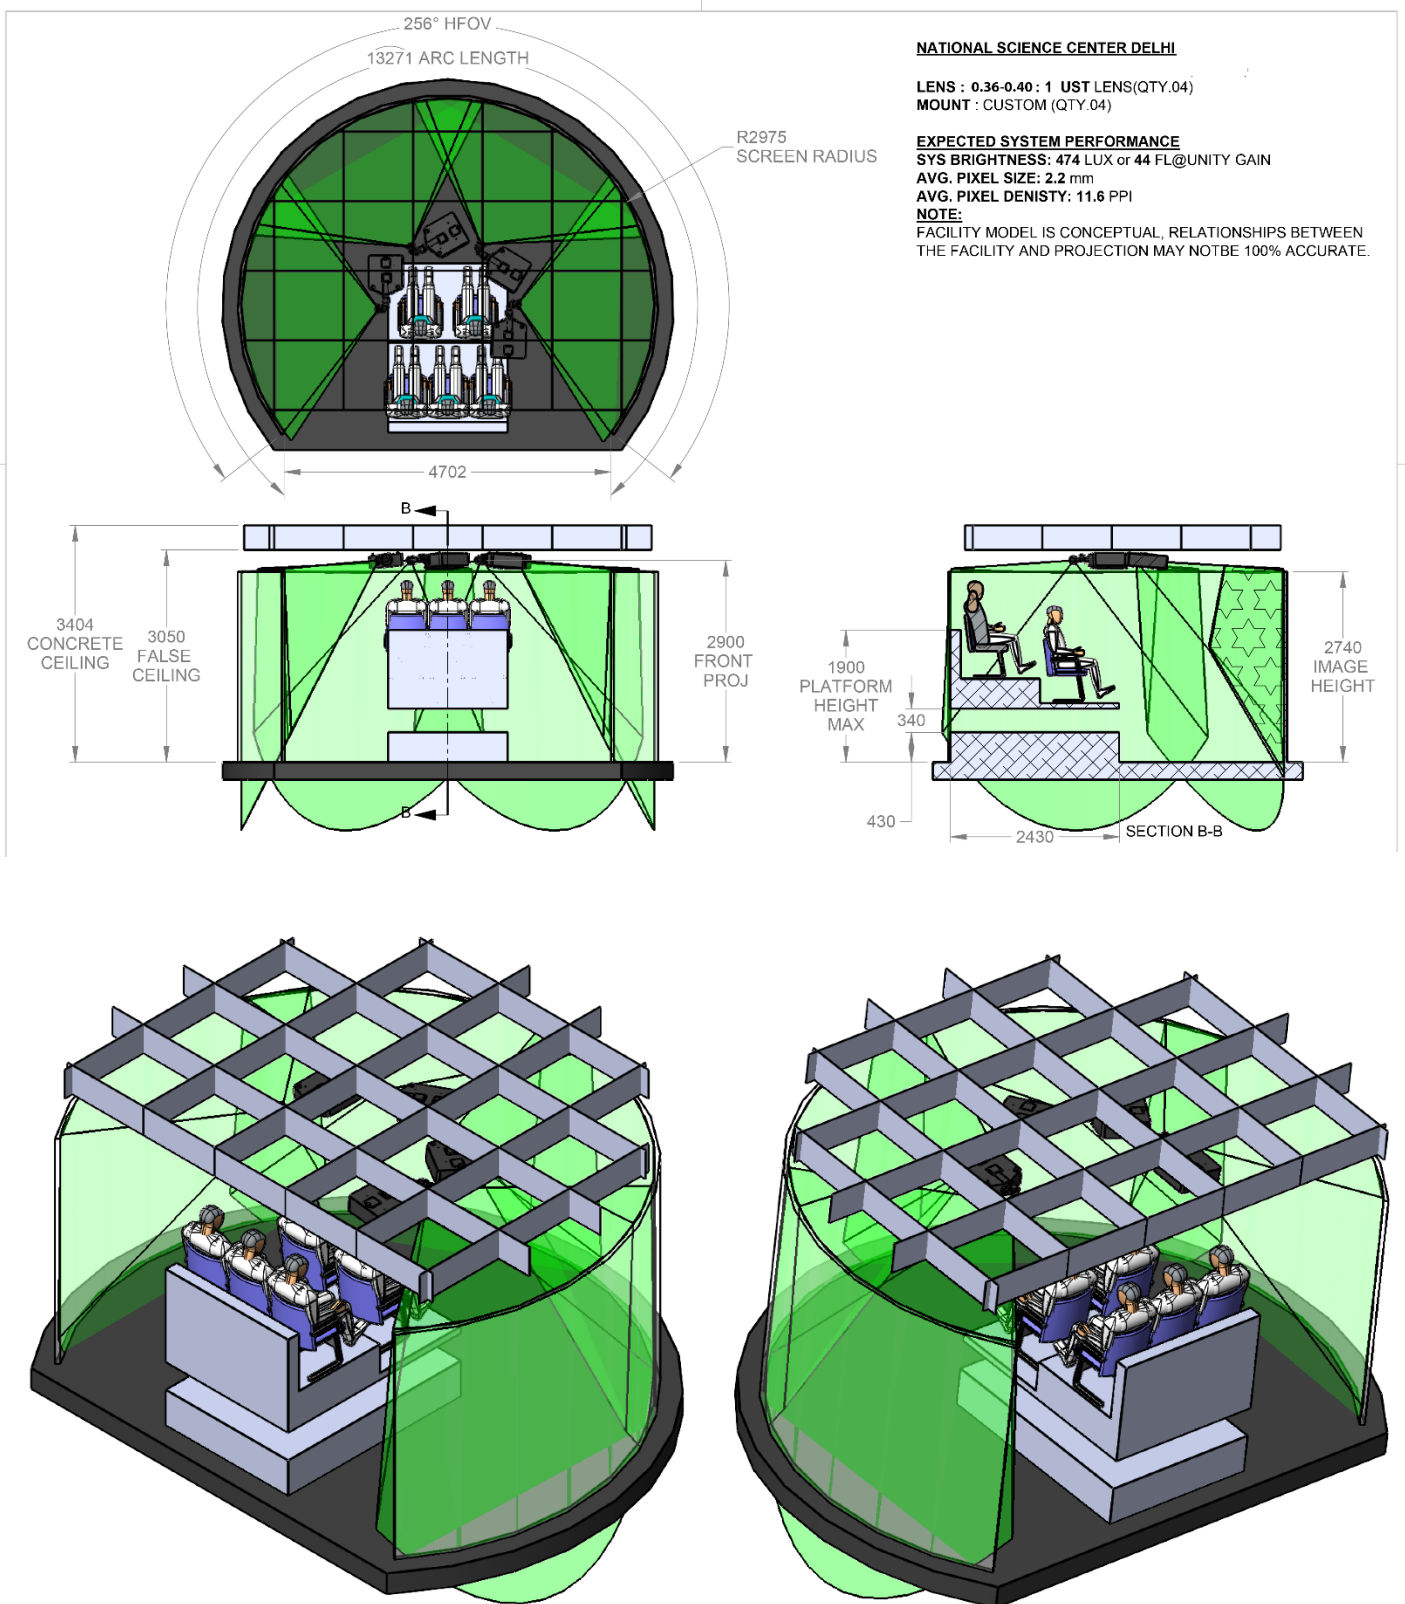 256° HFOV
13271 ARC LENGTH
R2975
SCREEN RADIUS
4702
NATIONAL SCIENCE CENTER DELHI
LENS : 0.36-0.40 : 1 UST LENS(QTY.04)
MOUNT : CUSTOM (QTY.04)
EXPECTED SYSTEM PERFORMANCE
SYS BRIGHTNESS: 474 LUX or 44 FL@UNITY GAIN
AVG. PIXEL SIZE: 2.2 mm
AVG. PIXEL DENISTY: 11.6 PPI
NOTE:
FACILITY MODEL IS CONCEPTUAL, RELATIONSHIPS BETWEEN
THE FACILITY AND PROJECTION MAY NOTBE 100% ACCURATE.
B
3404
CONCRETE
CEILING
3050
FALSE
CEILING
2900
FRONT
PROJ
B
1900
PLATFORM
HEIGHT
MAX
340
430
2430
2740
IMAGE
HEIGHT
SECTION B-B